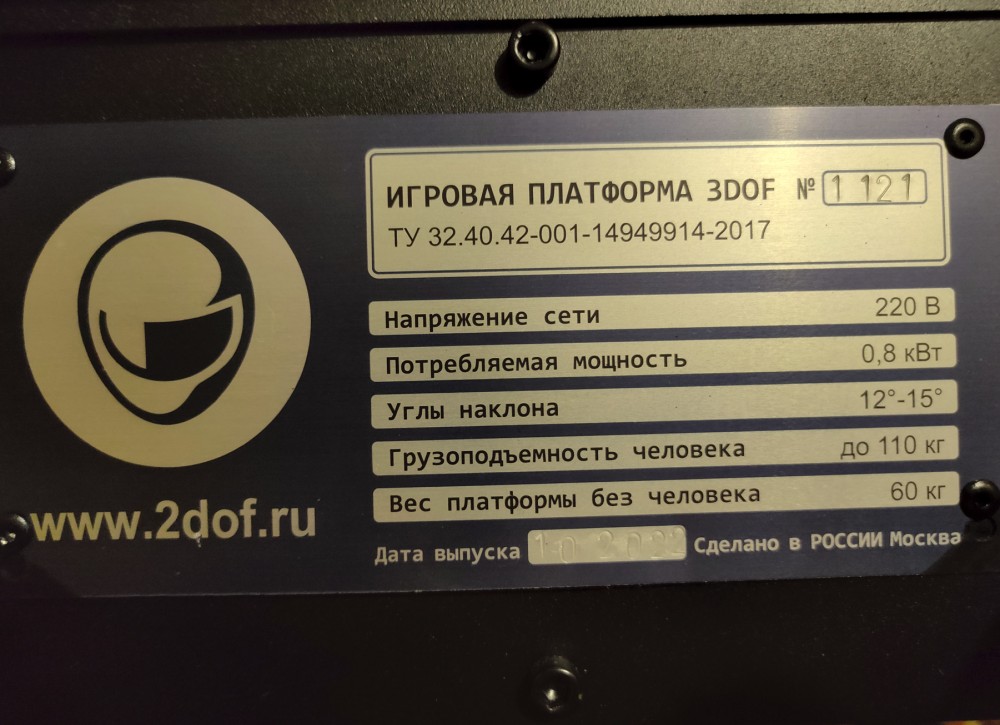 ИГРОВАЯ ПЛАТФОРМА 3DOF № 1 121
ТУ 32.40.42-001-14949914-2017
Напряжение сети 220 В
Потребляемая мощность 0,8 кВт
Углы наклона 12°-15°
Грузоподъемность человека до 110 кг
Вес платформы без человека 60 кг
www.2dof.ru
Дата выпуска 10 2022 Сделано в РОССИИ Москва